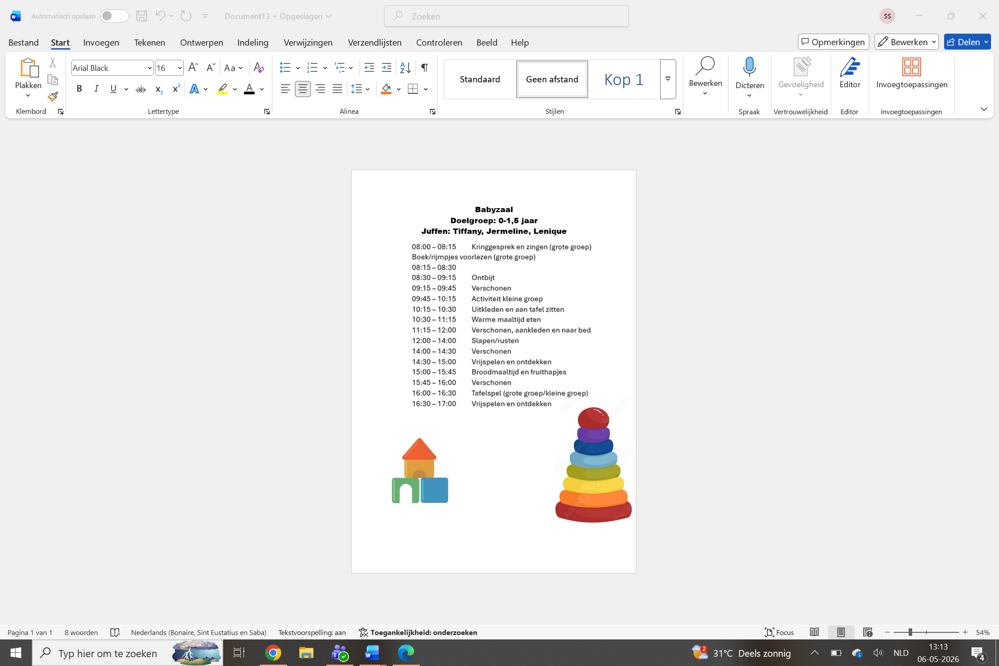 Automatisch opslaan
Document13 • Opgeslagen
Zoeken
SS
Bestand Start Invoegen Tekenen Ontwerpen Indeling Verwijzingen Verzendlijsten Controleren Beeld Help
Opmerkingen Bewerken Delen
Plakken
Klembord
Arial Black 16
Lettertype
Alinea
Standaard Geen afstand Kop 1
Stijlen
Bewerken
Dicteren
Spraak
Gevoeligheid
Vertrouwelijkheid
Editor
Editor
Invoegtoepassingen
Invoegtoepassingen
Babyzaal
Doelgroep: 0-1,5 jaar
Juffen: Tiffany, Jermeline, Lenique
08:00 – 08:15 Kringgesprek en zingen (grote groep)
Boek/rijmpjes voorlezen (grote groep)
08:15 – 08:30
08:30 – 09:15 Ontbijt
09:15 – 09:45 Verschonen
09:45 – 10:15 Activiteit kleine groep
10:15 – 10:30 Uitkleden en aan tafel zitten
10:30 – 11:15 Warme maaltijd eten
11:15 – 12:00 Verschonen, aankleden en naar bed
12:00 – 14:00 Slapen/rusten
14:00 – 14:30 Verschonen
14:30 – 15:00 Vrijspelen en ontdekken
15:00 – 15:45 Broodmaaltijd en fruithapjes
15:45 – 16:00 Verschonen
16:00 – 16:30 Tafelspel (grote groep/kleine groep)
16:30 – 17:00 Vrijspelen en ontdekken
Adobe Stock
Pagina 1 van 1 8 woorden Nederlands (Bonaire, Sint Eustatius en Saba) Tekstvoorspelling: aan Toegankelijkheid: onderzoeken Focus 54%
Typ hier om te zoeken
2 31°C Deels zonnig NLD
13:13
06-05-2026
4